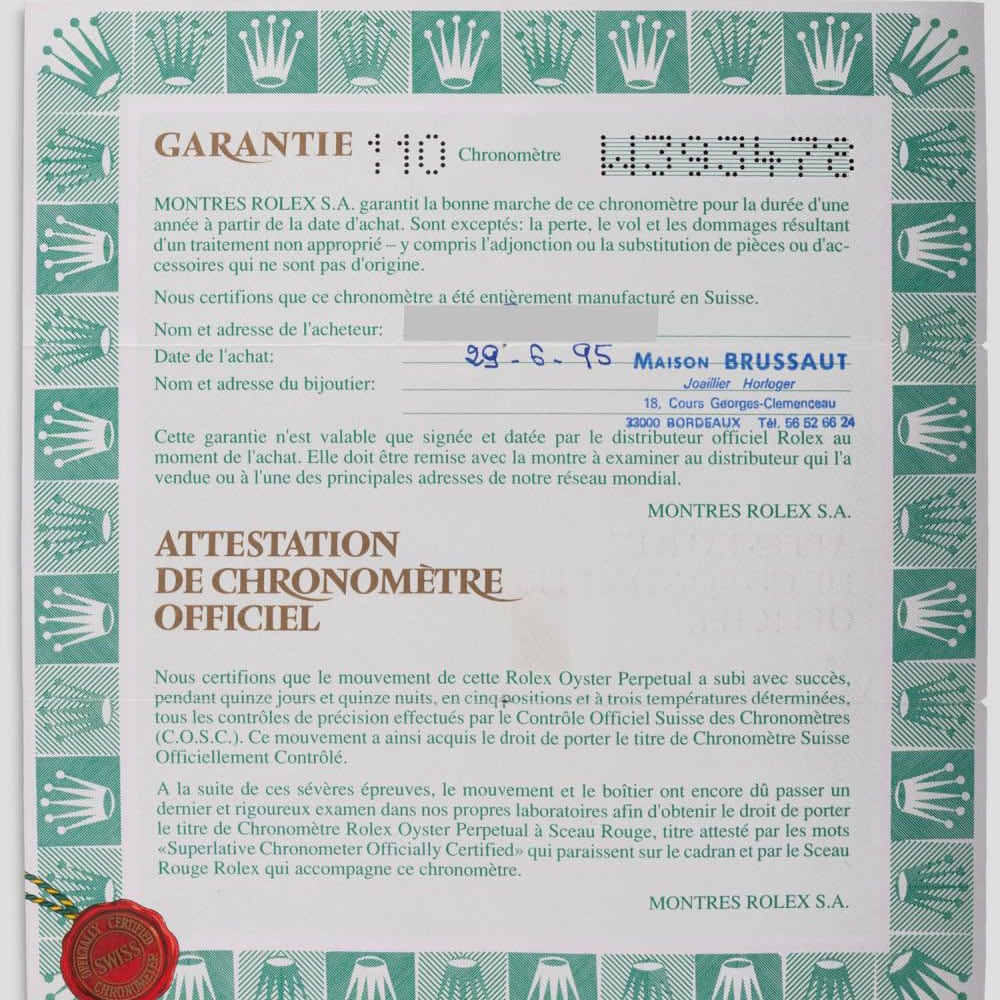 GARANTIE 110 Chronomètre W393478
MONTRES ROLEX S.A. garantit la bonne marche de ce chronomètre pour la durée d'une
année à partir de la date d'achat. Sont exceptés: la perte, le vol et les dommages résultant
d'un traitement non approprié – y compris l'adjonction ou la substitution de pièces ou d'ac-
cessoires qui ne sont pas d'origine.
Nous certifions que ce chronomètre a été entièrement manufacturé en Suisse.
Nom et adresse de l'acheteur:
Date de l'achat: 29-6-95
Nom et adresse du bijoutier:
MAISON BRUSSAUT
Joaillier Horloger
18, Cours Georges-Clemenceau
33000 BORDEAUX Tél. 56 52 66 24
Cette garantie n'est valable que signée et datée par le distributeur officiel Rolex au
moment de l'achat. Elle doit être remise avec la montre à examiner au distributeur qui l'a
vendue ou à l'une des principales adresses de notre réseau mondial.
MONTRES ROLEX S.A.
ATTESTATION
DE CHRONOMÈTRE
OFFICIEL
Nous certifions que le mouvement de cette Rolex Oyster Perpetual a subi avec succès,
pendant quinze jours et quinze nuits, en cinq positions et à trois températures déterminées,
tous les contrôles de précision effectués par le Contrôle Officiel Suisse des Chronomètres
(C.O.S.C.). Ce mouvement a ainsi acquis le droit de porter le titre de Chronomètre Suisse
Officiellement Contrôlé.
A la suite de ces sévères épreuves, le mouvement et le boîtier ont encore dû passer un
dernier et rigoureux examen dans nos propres laboratoires afin d'obtenir le droit de porter
le titre de Chronomètre Rolex Oyster Perpetual à Sceau Rouge, titre attesté par les mots
«Superlative Chronometer Officially Certified» qui paraissent sur le cadran et par le Sceau
Rouge Rolex qui accompagne ce chronomètre.
MONTRES ROLEX S.A.
OFFICIALLY CERTIFIED
SWISS
CHRONOMETER